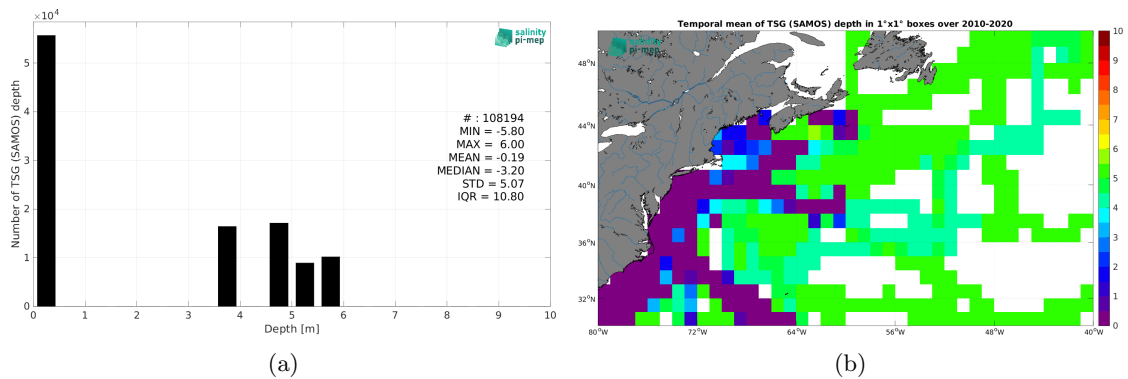 ×10⁴
5
4
3
2
1
0
Number of TSG (SAMOS) depth
salinity
pi-mep
# : 108194
MIN = -5.80
MAX = 6.00
MEAN = -0.19
MEDIAN = -3.20
STD = 5.07
IQR = 10.80
0 1 2 3 4 5 6 7 8 9 10
Depth [m]
(a)
Temporal mean of TSG (SAMOS) depth in 1°x1° boxes over 2010-2020
salinity
pi-mep
48°N
44°N
40°N
36°N
32°N
80°W 72°W 64°W 56°W 48°W 40°W
10
9
8
7
6
5
4
3
2
1
0
(b)